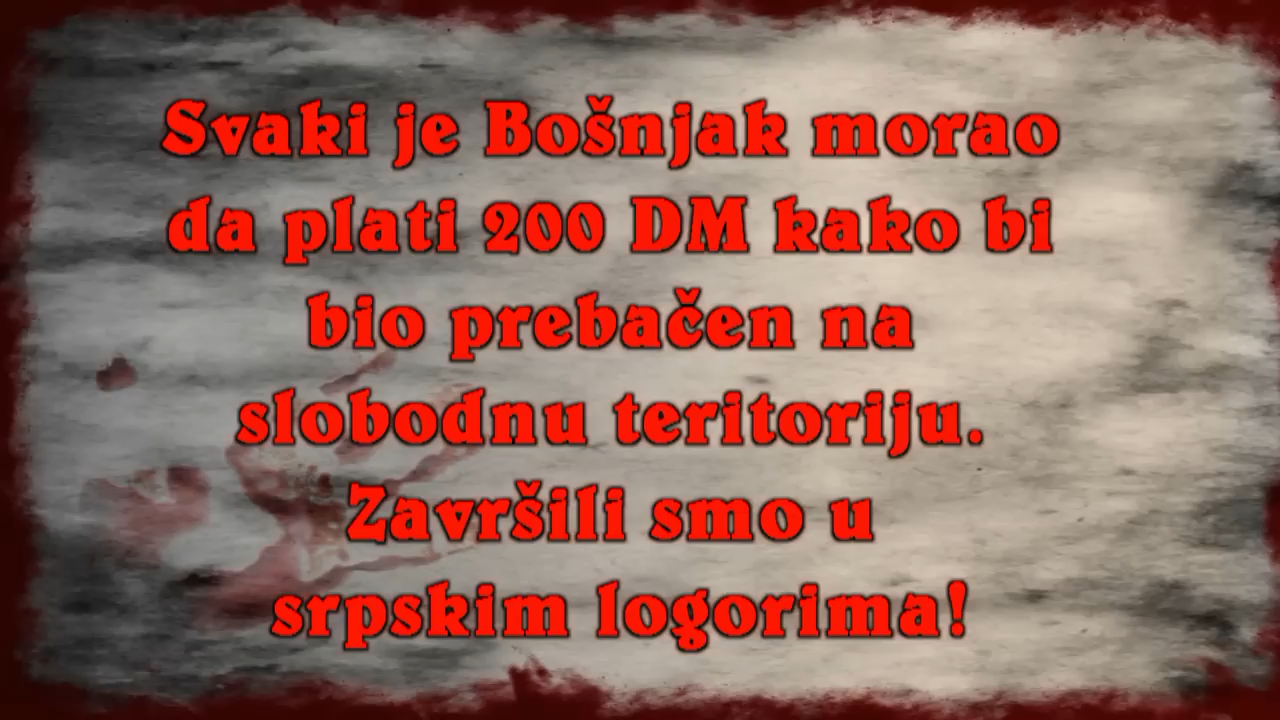 Svaki je Bošnjak morao
da plati 200 DM kako bi
bio prebačen na
slobodnu teritoriju.
Završili smo u
srpskim logorima!